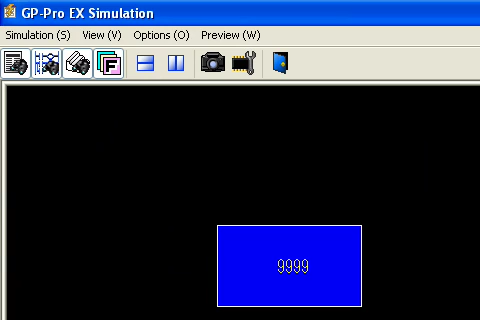 GP-Pro EX Simulation
Simulation (S) View (V) Options (O) Preview (W)
F
9999